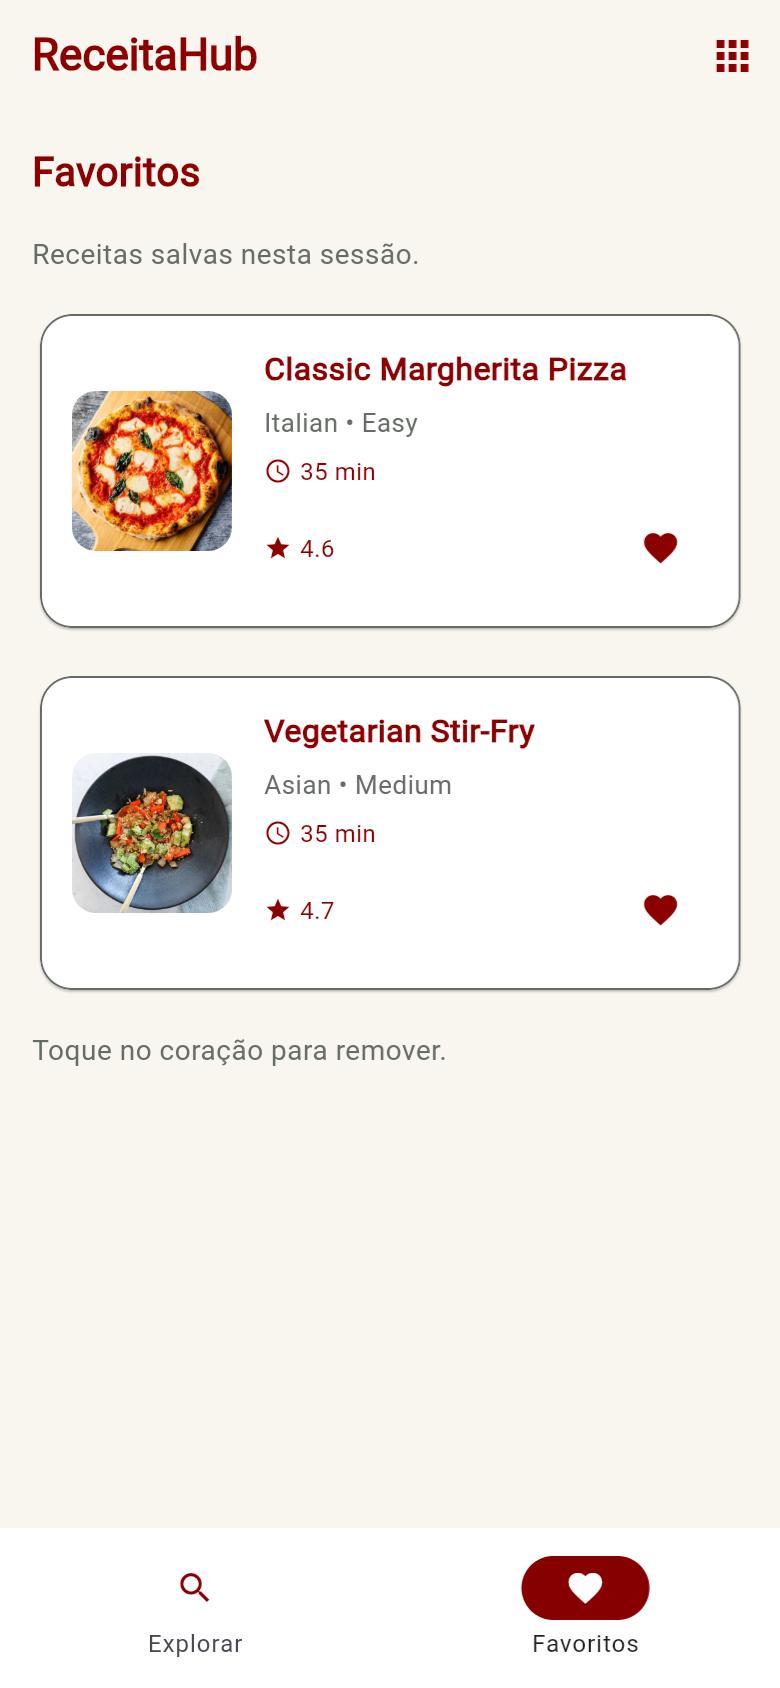 ReceitaHub
Favoritos
Receitas salvas nesta sessão.
Classic Margherita Pizza
Italian • Easy
35 min
4.6
Vegetarian Stir-Fry
Asian • Medium
35 min
4.7
Toque no coração para remover.
Explorar
Favoritos